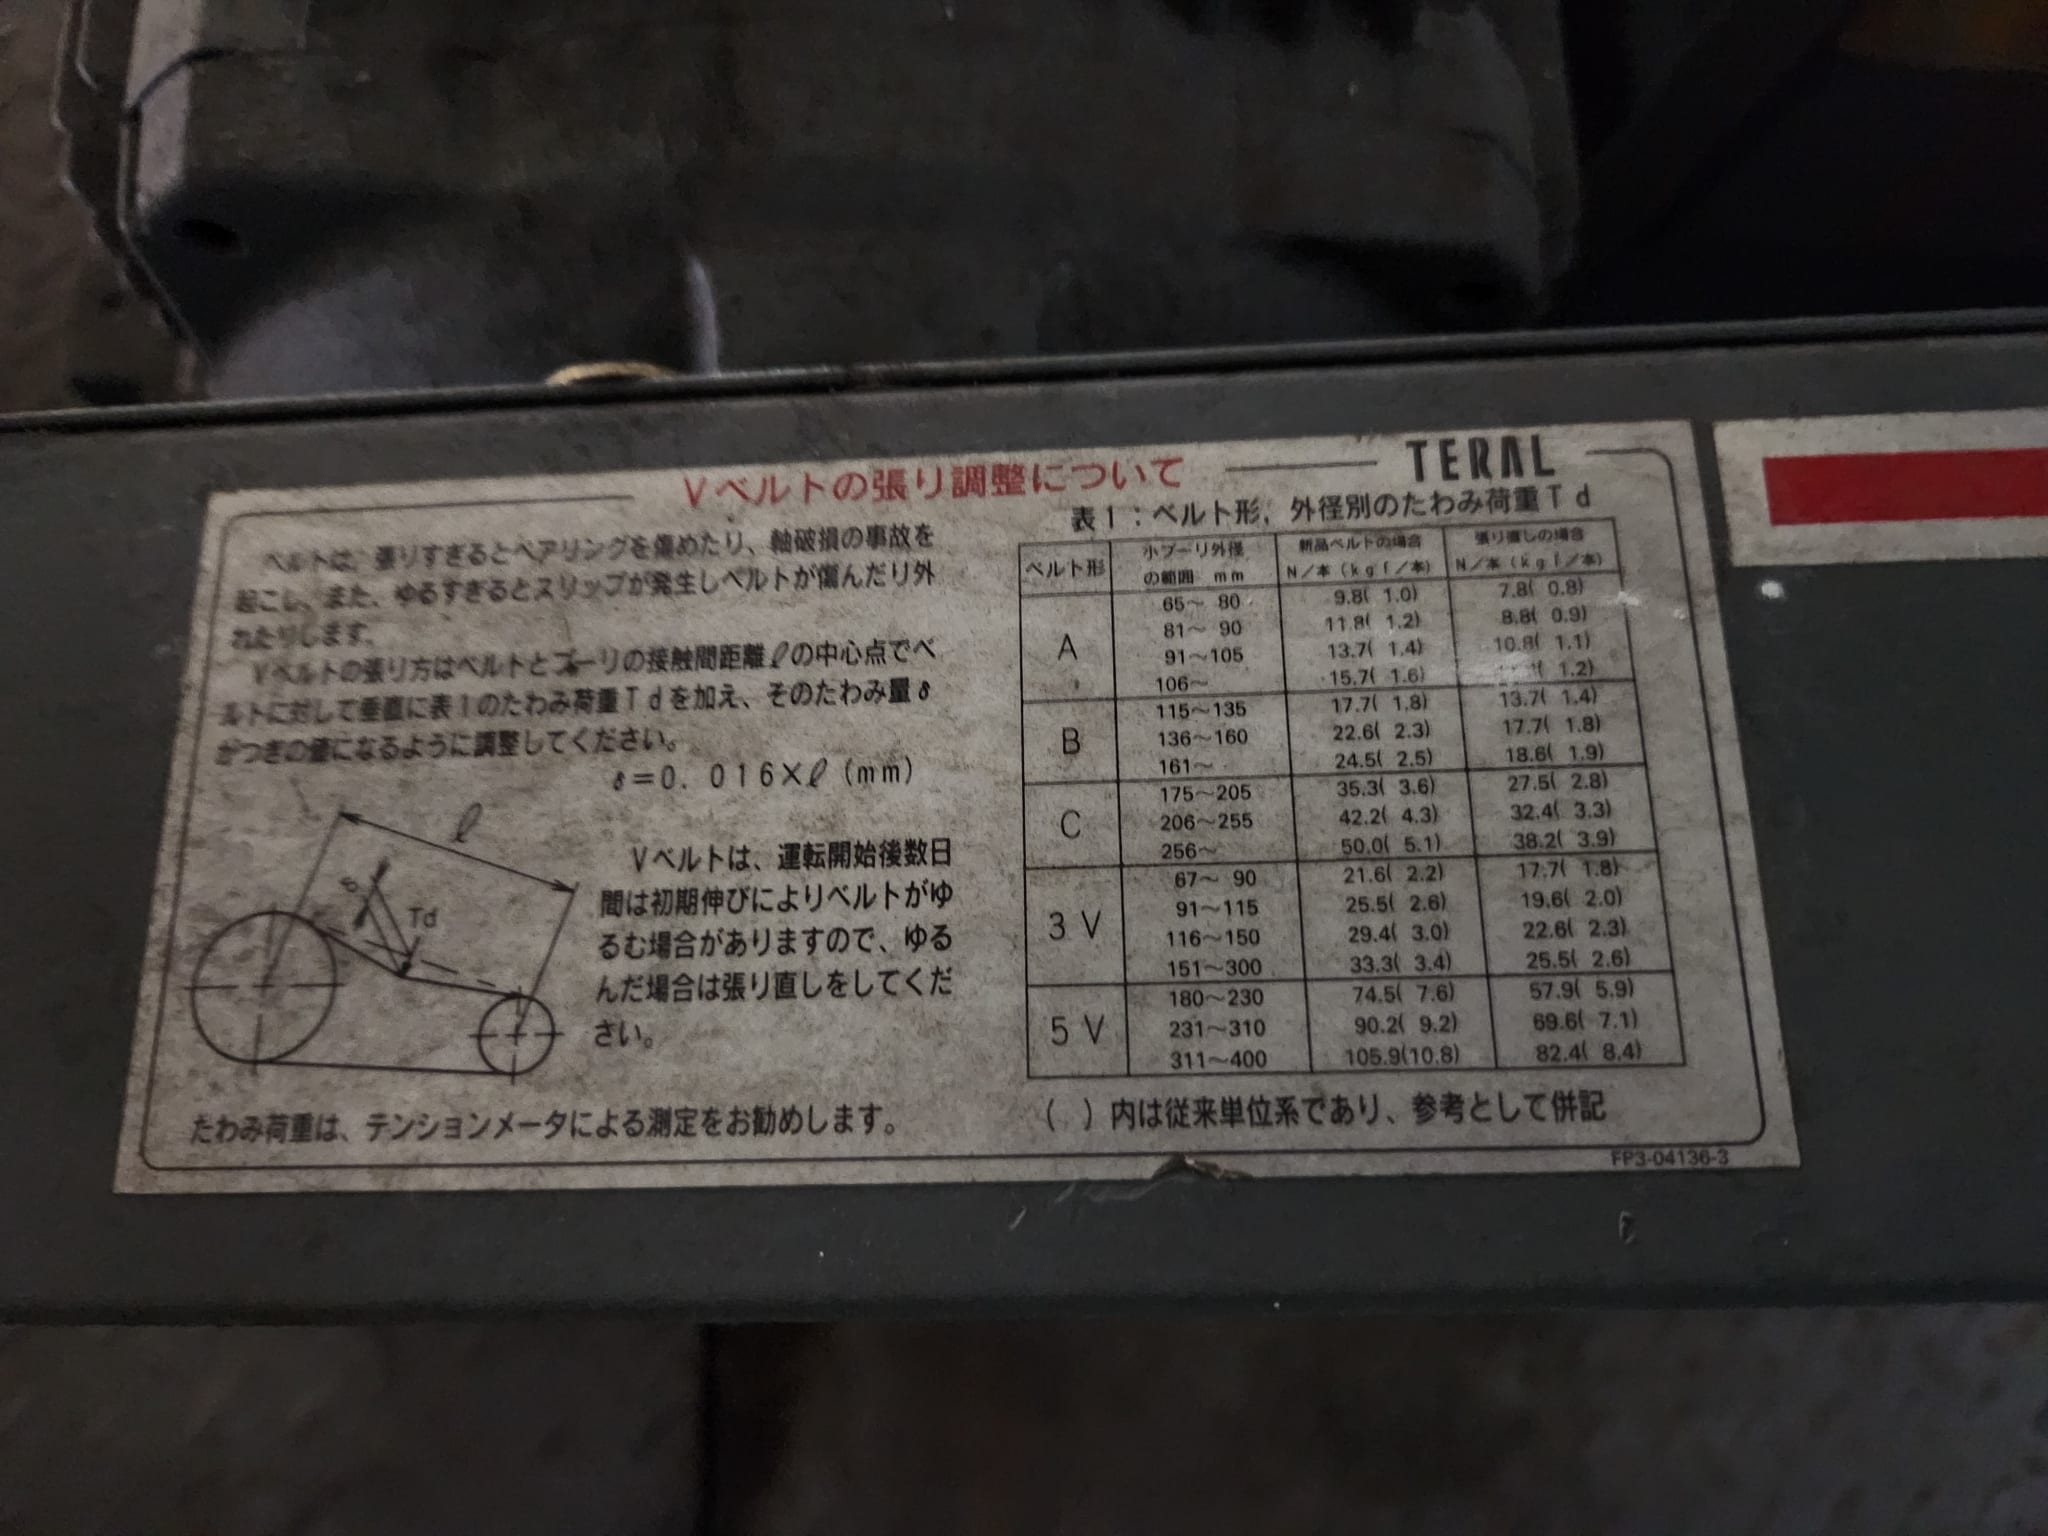 TERAL
Vベルトの張り調整について
ベルトは、張りすぎるとベアリングを傷めたり、軸破損の事故を
起こし、また、ゆるすぎるとスリップが発生しベルトが傷んだり外
れたりします。
Vベルトの張り方はベルトとプーリの接触間距離ℓの中心点でベ
ルトに対して垂直に表1のたわみ荷重Tdを加え、そのたわみ量δ
がつぎの値になるように調整してください。
δ=0.016×ℓ(mm)
ℓ
δ
Td
Vベルトは、運転開始後数日
間は初期伸びによりベルトがゆ
るむ場合がありますので、ゆる
んだ場合は張り直しをしてくだ
さい。
たわみ荷重は、テンションメータによる測定をお勧めします。
表1:ベルト形,外径別のたわみ荷重Td
ベルト形 小プーリ外径の範囲 mm 新品ベルトの場合 N/本(kgf/本) 張り直しの場合 N/本(kgf/本)
A 65~80 9.8(1.0) 7.8(0.8)
81~90 11.8(1.2) 8.8(0.9)
91~105 13.7(1.4) 10.8(1.1)
106~ 15.7(1.6) (1.2)
B 115~135 17.7(1.8) 13.7(1.4)
136~160 22.6(2.3) 17.7(1.8)
161~ 24.5(2.5) 18.6(1.9)
C 175~205 35.3(3.6) 27.5(2.8)
206~255 42.2(4.3) 32.4(3.3)
256~ 50.0(5.1) 38.2(3.9)
3V 67~90 21.6(2.2) 17.7(1.8)
91~115 25.5(2.6) 19.6(2.0)
116~150 29.4(3.0) 22.6(2.3)
151~300 33.3(3.4) 25.5(2.6)
5V 180~230 74.5(7.6) 57.9(5.9)
231~310 90.2(9.2) 69.6(7.1)
311~400 105.9(10.8) 82.4(8.4)
( )内は従来単位系であり、参考として併記
FP3-04136-3